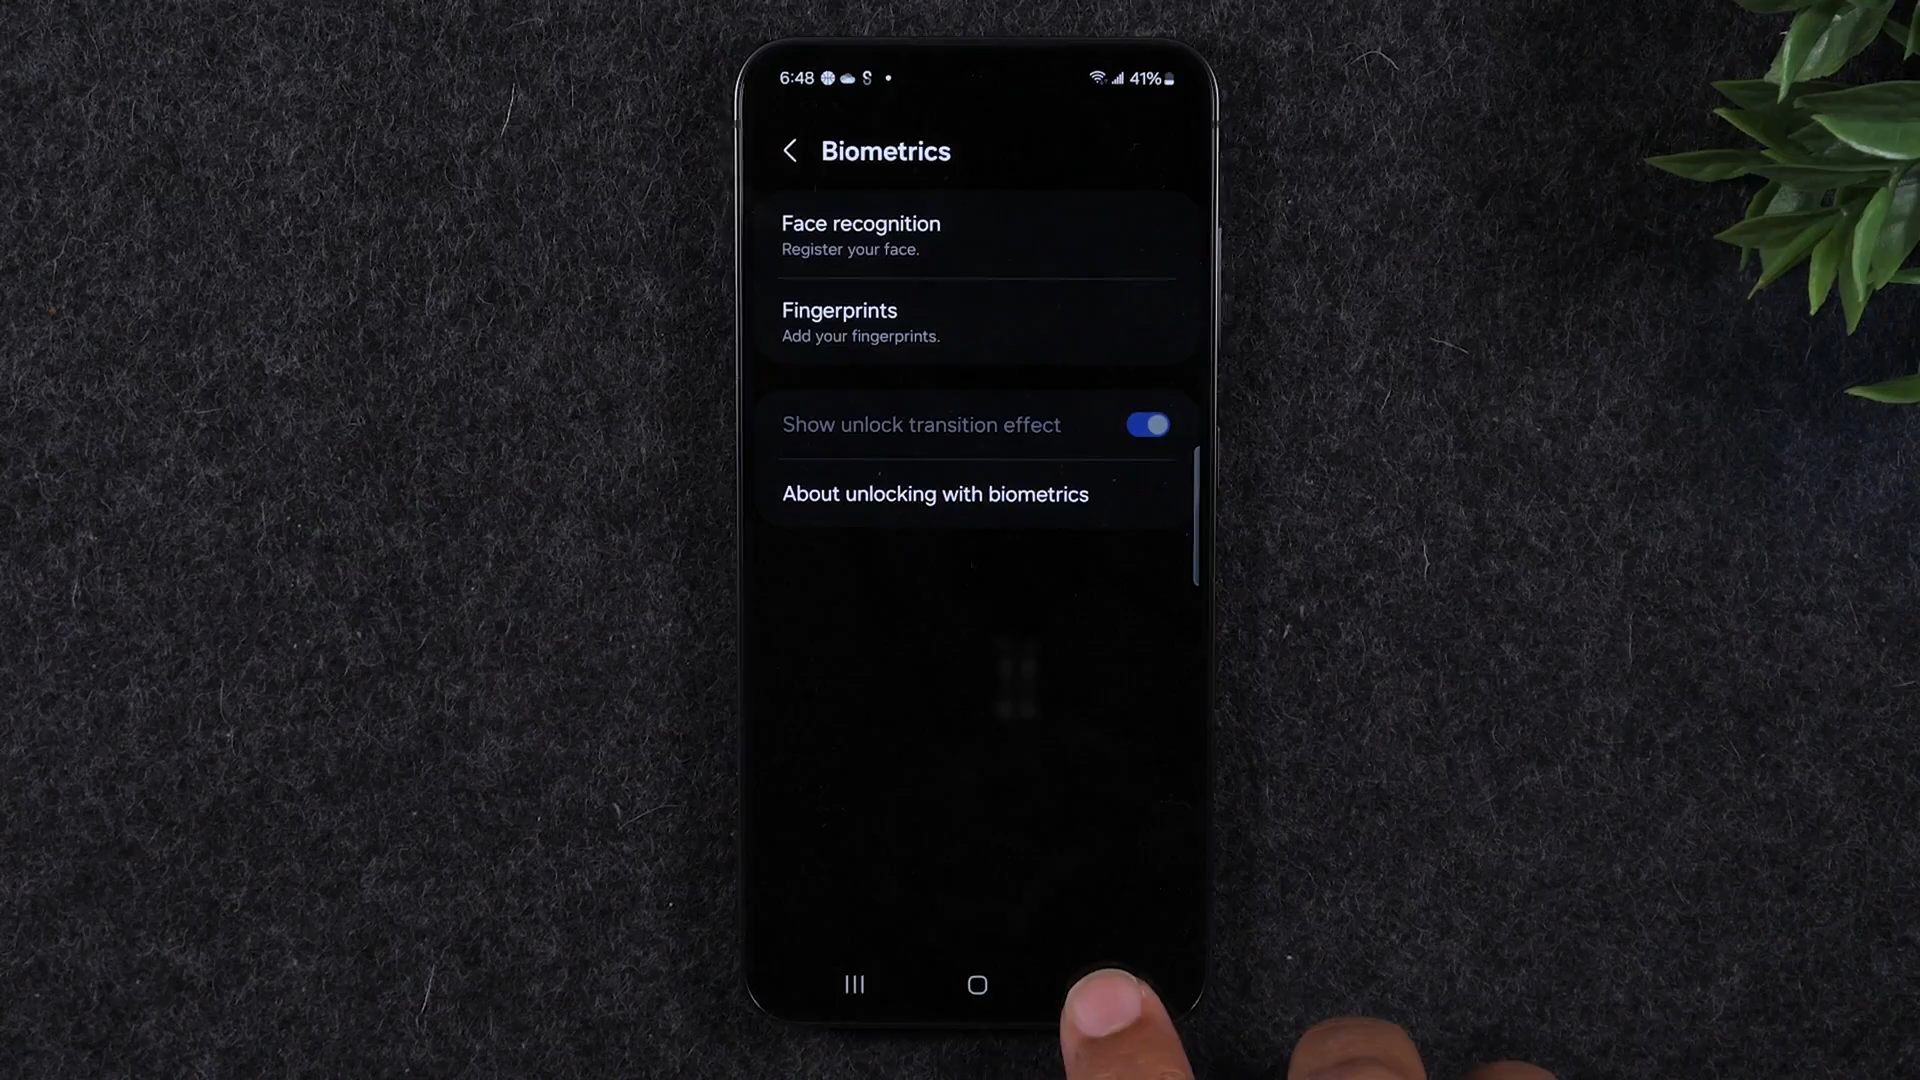 6:48 41%
Biometrics
Face recognition
Register your face.
Fingerprints
Add your fingerprints.
Show unlock transition effect
About unlocking with biometrics